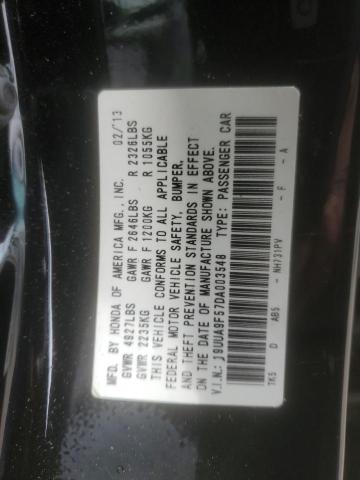 MFD. BY HONDA OF AMERICA MFG., INC. 02/13
GVWR 4927LBS GAWR F 2646LBS R 2326LBS
GVWR 2235KG GAWR F 1200KG R 1055KG
THIS VEHICLE CONFORMS TO ALL APPLICABLE
FEDERAL MOTOR VEHICLE SAFETY, BUMPER,
AND THEFT PREVENTION STANDARDS IN EFFECT
ON THE DATE OF MANUFACTURE SHOWN ABOVE.
V.I.N.: J9UUA9F57DA003548 TYPE: PASSENGER CAR
TK5 D AB5 - NH731PV - F - A